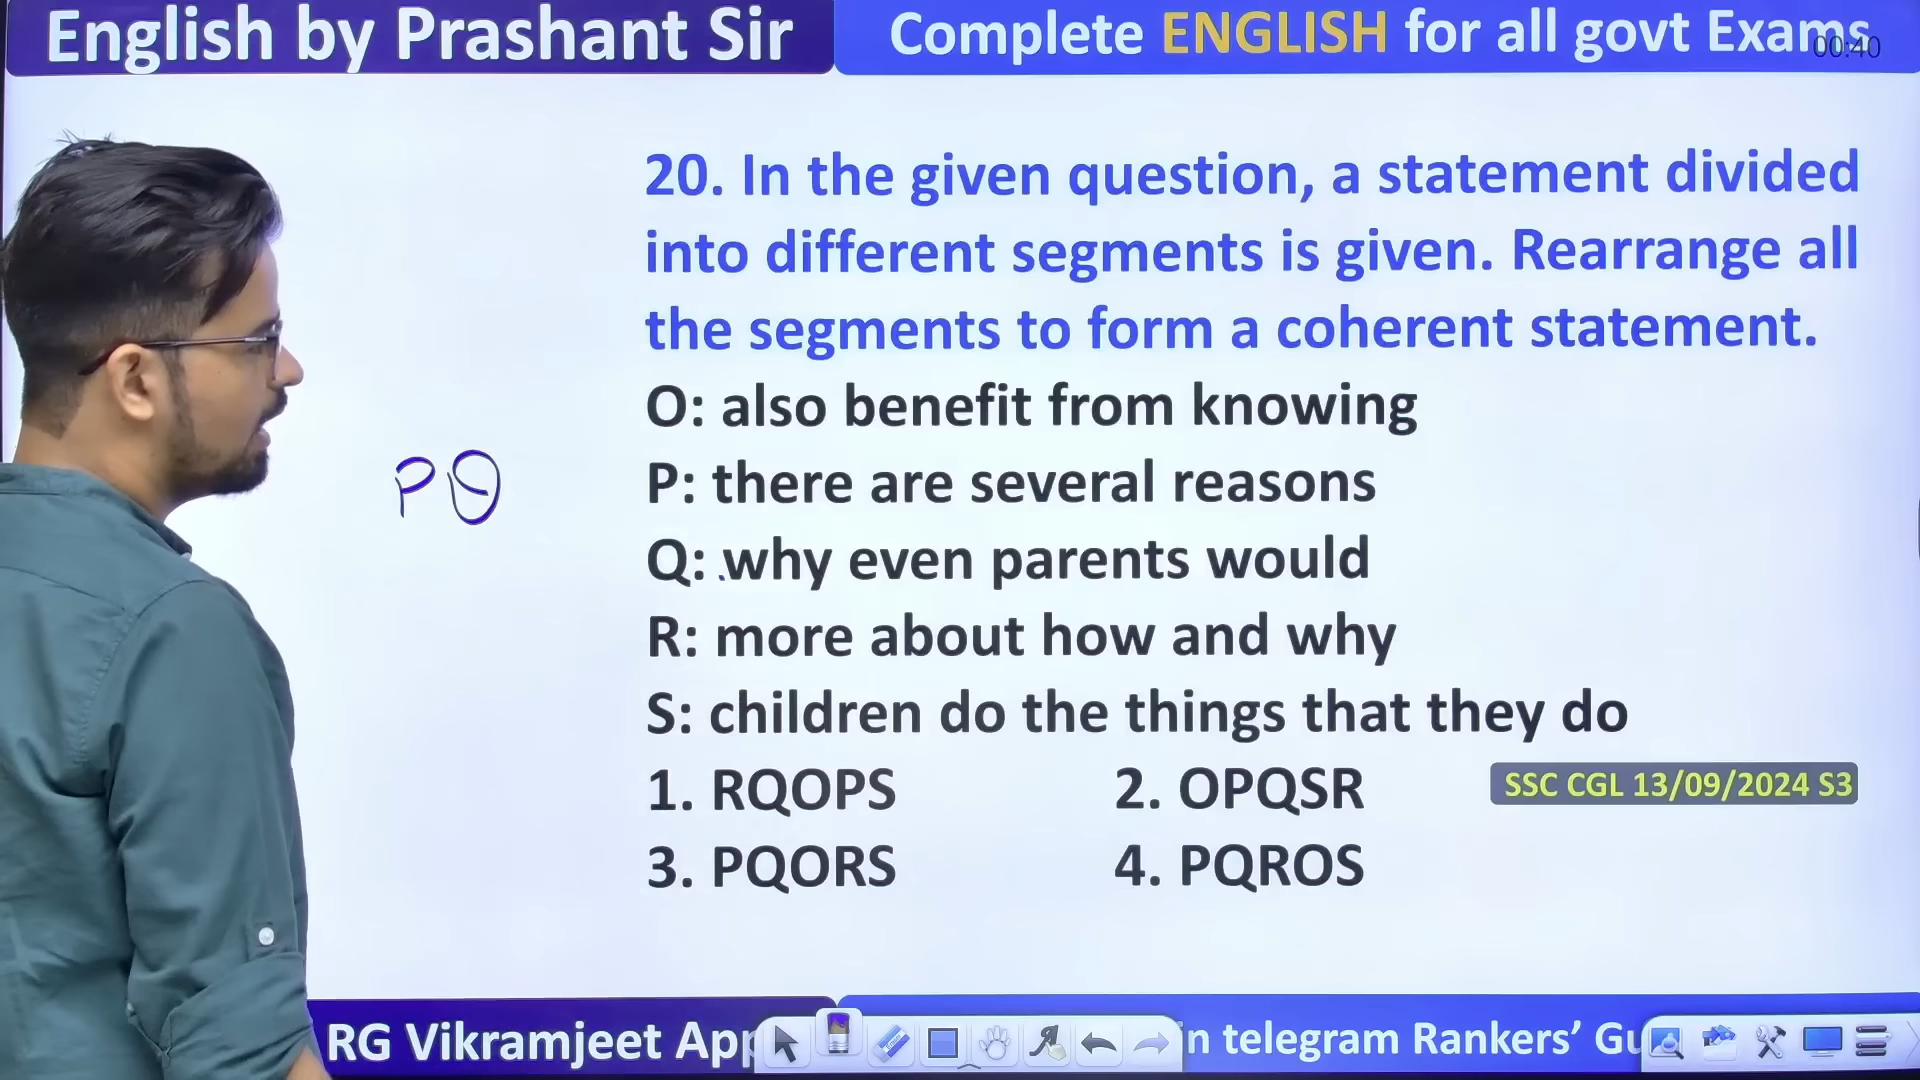 English by Prashant Sir
Complete ENGLISH for all govt Exams
00:40
20. In the given question, a statement divided
into different segments is given. Rearrange all
the segments to form a coherent statement.
O: also benefit from knowing
P: there are several reasons
Q: why even parents would
R: more about how and why
S: children do the things that they do
1. RQOPS 2. OPQSR
SSC CGL 13/09/2024 S3
3. PQORS 4. PQROS
PQ
RG Vikramjeet App
in telegram Rankers’ Gu